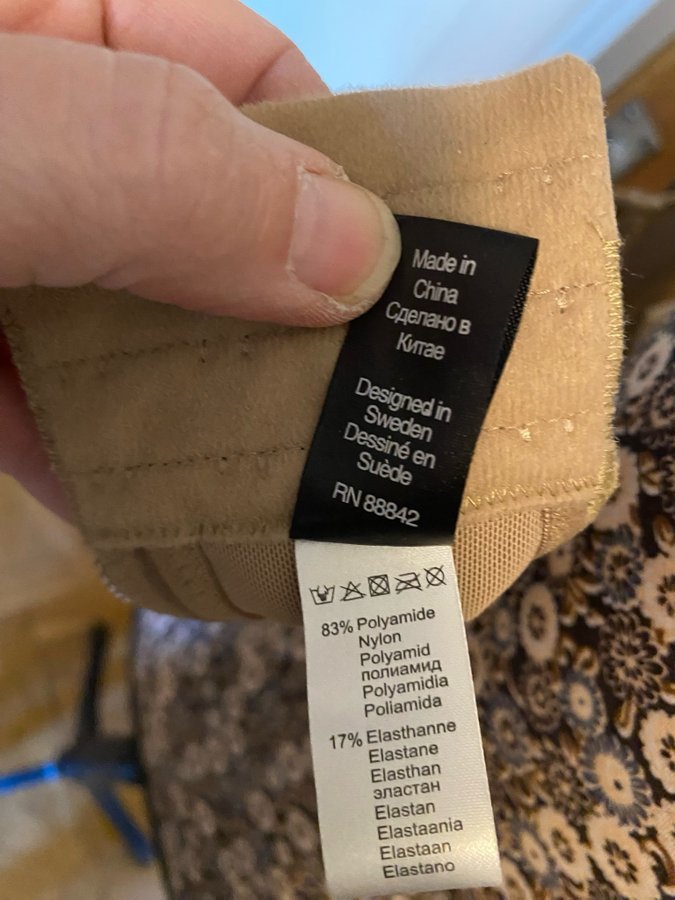 Made in
China
Сделано в
Китае
Designed in
Sweden
Dessiné en
Suède
RN 88842
83% Polyamide
Nylon
Polyamid
полиамид
Polyamidia
Poliamida
17% Elasthanne
Elastane
Elasthan
эластан
Elastan
Elastaania
Elastaan
Elastano